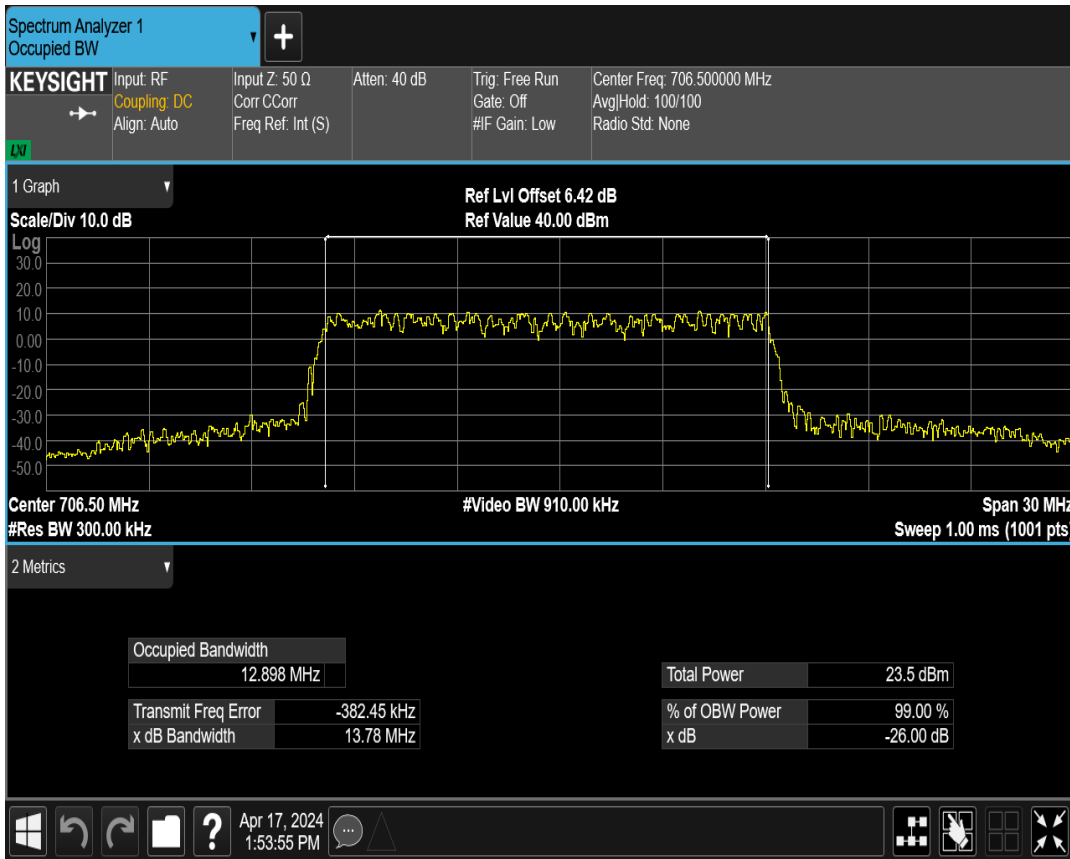 Spectrum Analyzer 1
Occupied BW
+
KEYSIGHT
LXI
Input: RF
Coupling: DC
Align: Auto
Input Z: 50 Ω
Corr CCorr
Freq Ref: Int (S)
Atten: 40 dB
Trig: Free Run
Gate: Off
#IF Gain: Low
Center Freq: 706.500000 MHz
Avg|Hold: 100/100
Radio Std: None
1 Graph
Scale/Div 10.0 dB
Ref Lvl Offset 6.42 dB
Ref Value 40.00 dBm
Log
30.0
20.0
10.0
0.00
-10.0
-20.0
-30.0
-40.0
-50.0
Center 706.50 MHz
#Video BW 910.00 kHz
Span 30 MHz
#Res BW 300.00 kHz
Sweep 1.00 ms (1001 pts)
2 Metrics
Occupied Bandwidth
12.898 MHz
Total Power 23.5 dBm
Transmit Freq Error -382.45 kHz
% of OBW Power 99.00 %
x dB Bandwidth 13.78 MHz
x dB -26.00 dB
?
Apr 17, 2024
1:53:55 PM